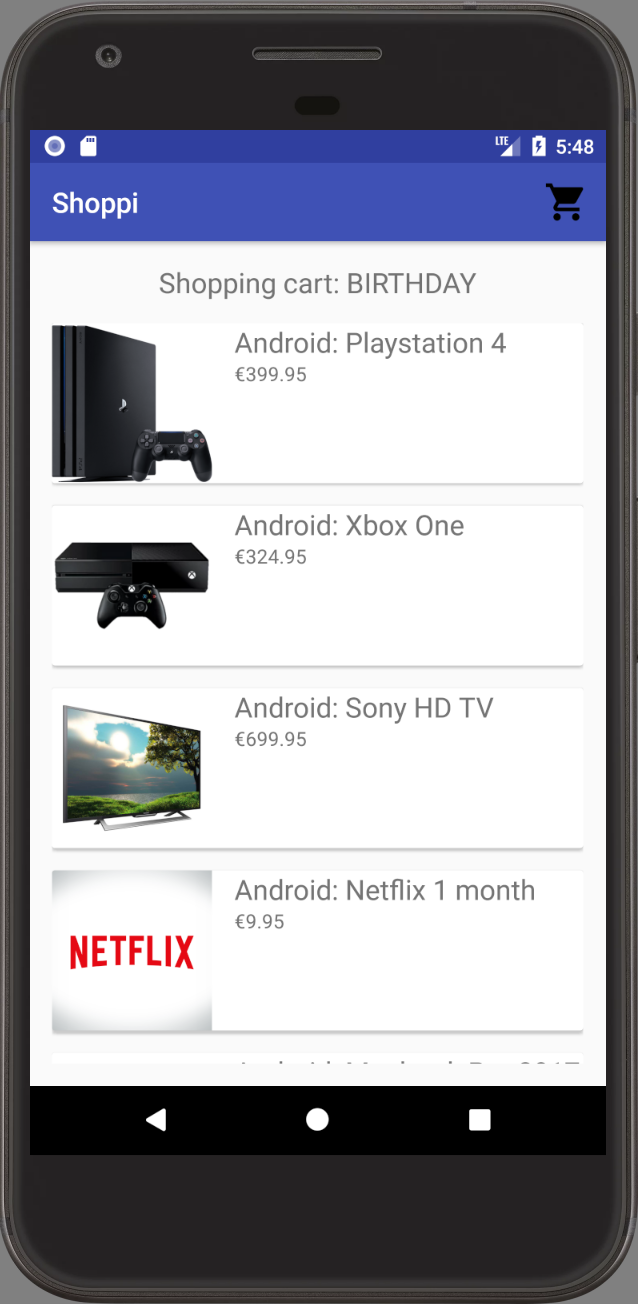 LTE 5:48
Shoppi
Shopping cart: BIRTHDAY
Android: Playstation 4
€399.95
Android: Xbox One
€324.95
Android: Sony HD TV
€699.95
NETFLIX
Android: Netflix 1 month
€9.95